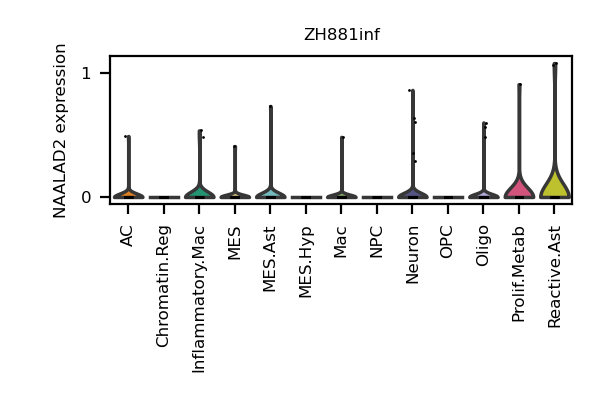 ZH881inf
NAALAD2 expression
1
0
AC
Chromatin.Reg
Inflammatory.Mac
MES
MES.Ast
MES.Hyp
Mac
NPC
Neuron
OPC
Oligo
Prolif.Metab
Reactive.Ast